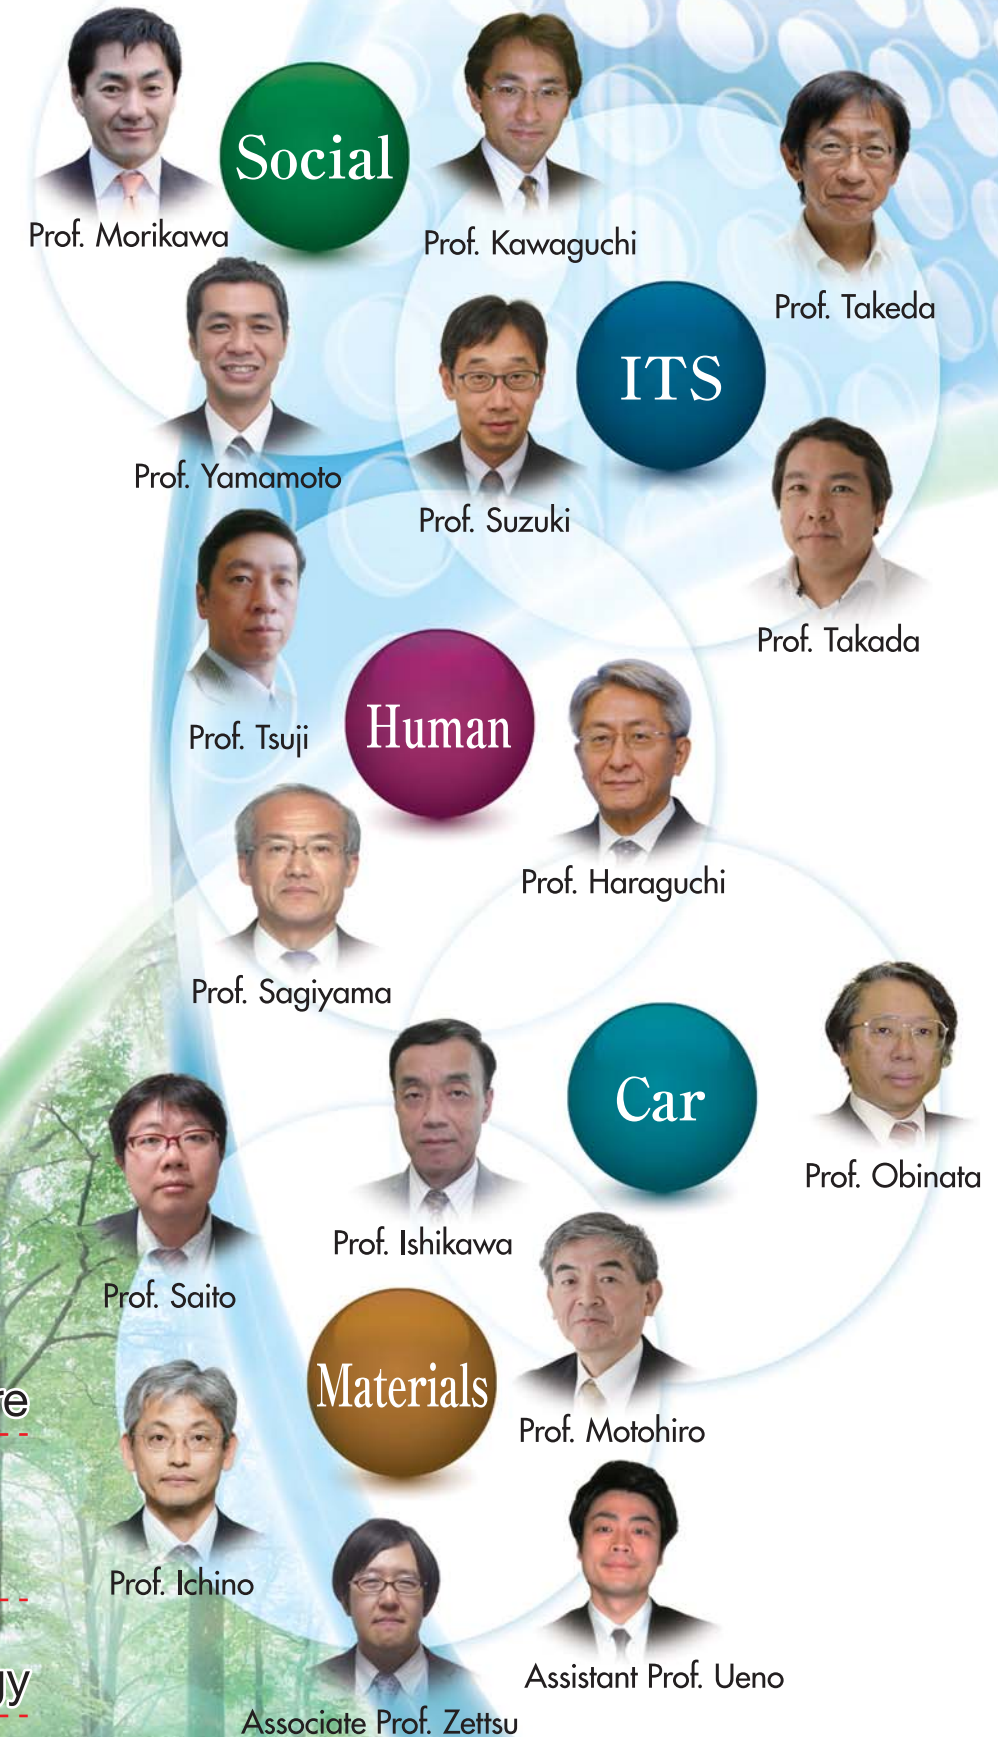 Social
Prof. Morikawa
Prof. Kawaguchi
Prof. Takeda
ITS
Prof. Yamamoto
Prof. Suzuki
Prof. Takada
Prof. Tsuji
Human
Prof. Haraguchi
Prof. Sagiyama
Car
Prof. Obinata
Prof. Ishikawa
Prof. Saito
Materials
Prof. Motohiro
Prof. Ichino
Assistant Prof. Ueno
Associate Prof. Zettsu